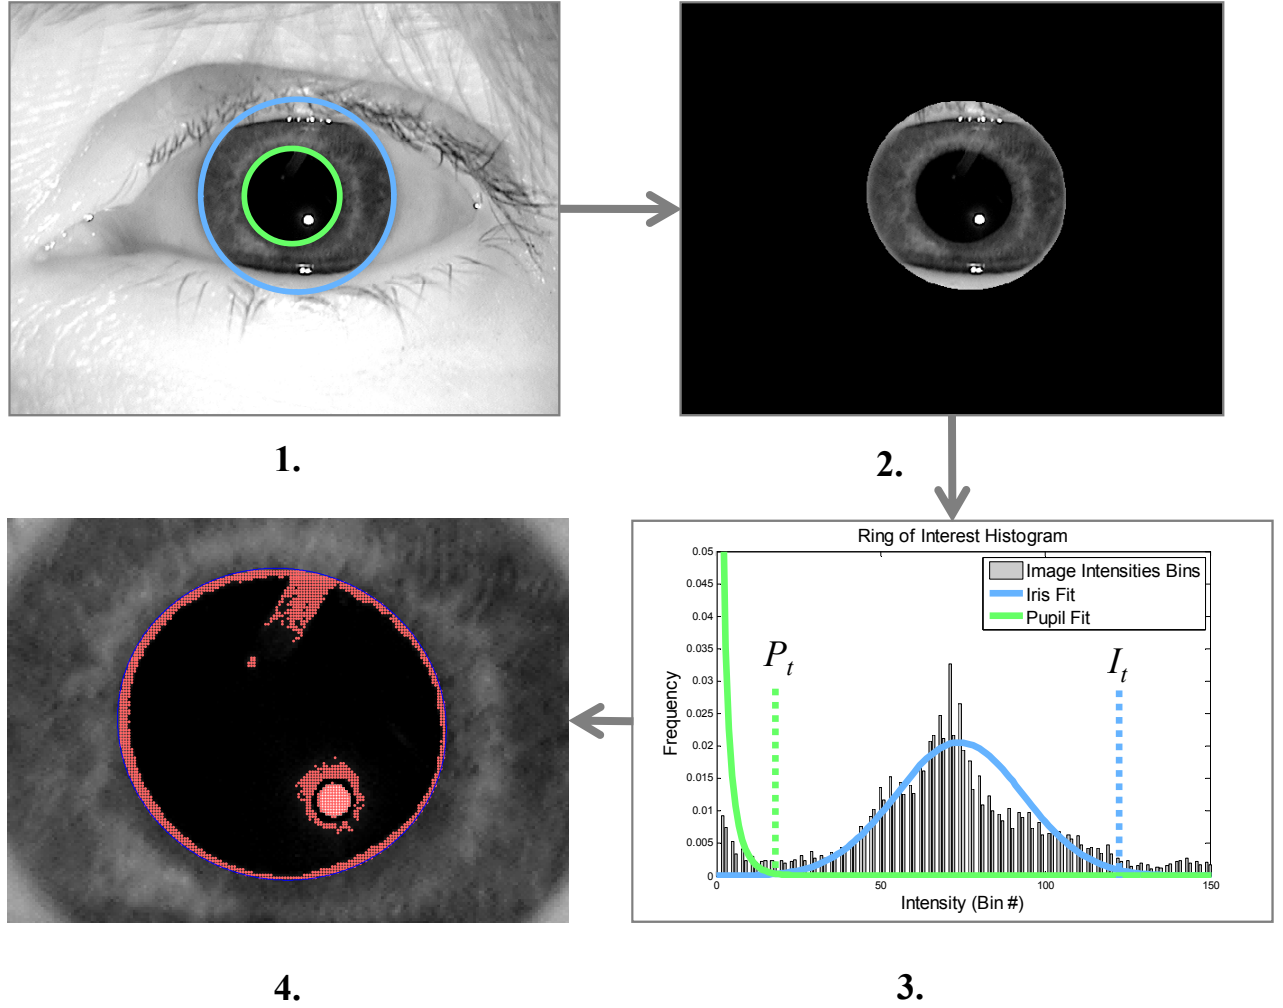 1.
2.
Ring of Interest Histogram
0.05
0.045
0.04
0.035
0.03
0.025
0.02
0.015
0.01
0.005
0
Frequency
Image Intensities Bins
Iris Fit
Pupil Fit
Pt
It
0 50 100 150
Intensity (Bin #)
4.
3.